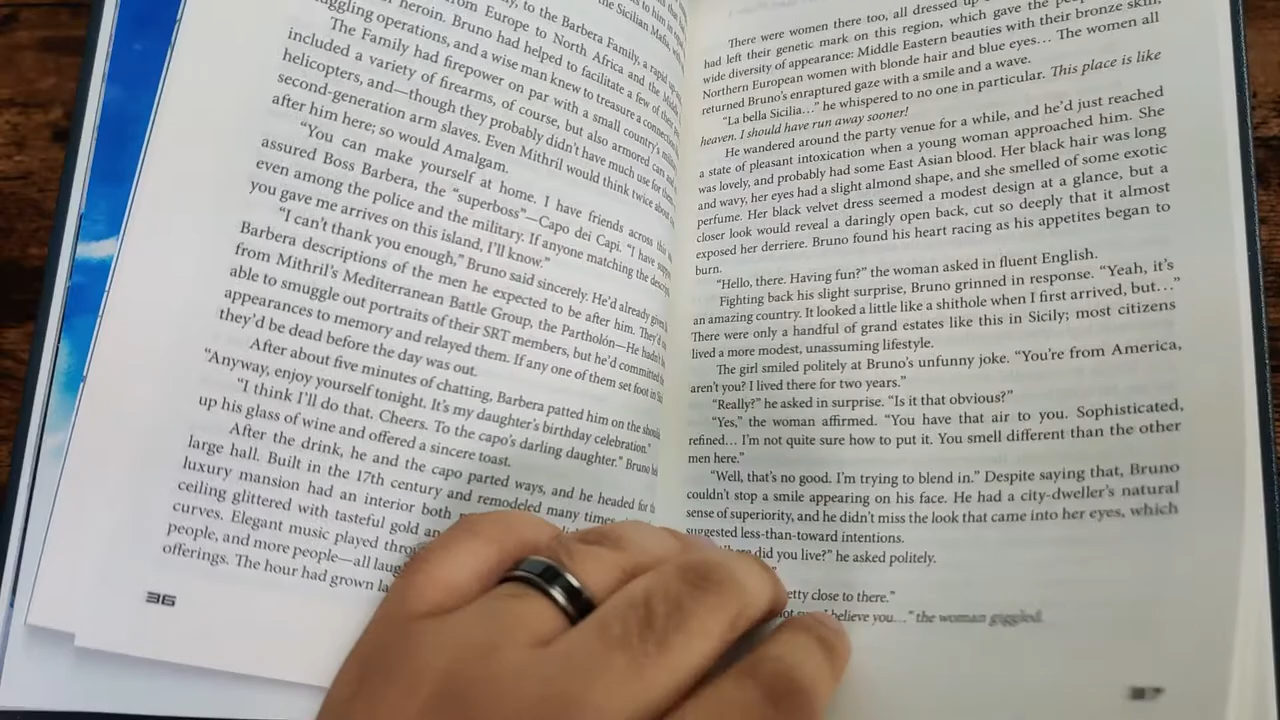 to him in
the Sicilian Mafia,
to the Barbera Family, a
heroin. Bruno had helped to facilitate a few of
from Europe to North Africa and the
operations, and a wise man knew to treasure a
The Family had firepower on par with a small country's
included a variety of firearms, of course, but also armored cars
helicopters, and—though they probably didn't have much use for them
second-generation arm slaves. Even Mithril would think twice about
after him here; so would Amalgam.
"You can make yourself at home. I have friends across this
assured Boss Barbera, the "superboss"—Capo dei Capi. "I have
even among the police and the military. If anyone matching the
you gave me arrives on this island, I'll know."
"I can't thank you enough," Bruno said sincerely. He'd already
Barbera descriptions of the men he expected to be after him. They'd
from Mithril's Mediterranean Battle Group, the Partholón—He
able to smuggle out portraits of their SRT members, but he'd committed
appearances to memory and relayed them. If any one of them set foot in
they'd be dead before the day was out.
After about five minutes of chatting, Barbera patted him on the
"Anyway, enjoy yourself tonight. It's my daughter's birthday celebration."
"I think I'll do that. Cheers. To the capo's darling daughter." Bruno
up his glass of wine and offered a sincere toast.
After the drink, he and the capo parted ways, and he headed for
large hall. Built in the 17th century and remodeled many times
luxury mansion had an interior both
ceiling glittered with tasteful gold
curves. Elegant music played
people, and more people—all
offerings. The hour had grown
36
There were women there too, all dressed up
had left their genetic mark on this region, which gave the
wide diversity of appearance: Middle Eastern beauties with their bronze skin,
Northern European women with blonde hair and blue eyes… The women all
returned Bruno's enraptured gaze with a smile and a wave.
"La bella Sicilia…" he whispered to no one in particular. This place is like
heaven. I should have run away sooner!
He wandered around the party venue for a while, and he'd just reached
a state of pleasant intoxication when a young woman approached him. She
was lovely, and probably had some East Asian blood. Her black hair was long
and wavy, her eyes had a slight almond shape, and she smelled of some exotic
perfume. Her black velvet dress seemed a modest design at a glance, but a
closer look would reveal a daringly open back, cut so deeply that it almost
exposed her derriere. Bruno found his heart racing as his appetites began to
burn.
"Hello, there. Having fun?" the woman asked in fluent English.
Fighting back his slight surprise, Bruno grinned in response. "Yeah, it's
an amazing country. It looked a little like a shithole when I first arrived, but…"
There were only a handful of grand estates like this in Sicily; most citizens
lived a more modest, unassuming lifestyle.
The girl smiled politely at Bruno's unfunny joke. "You're from America,
aren't you? I lived there for two years."
"Really?" he asked in surprise. "Is it that obvious?"
"Yes," the woman affirmed. "You have that air to you. Sophisticated,
refined… I'm not quite sure how to put it. You smell different than the other
men here."
"Well, that's no good. I'm trying to blend in." Despite saying that, Bruno
couldn't stop a smile appearing on his face. He had a city-dweller's natural
sense of superiority, and he didn't miss the look that came into her eyes, which
suggested less-than-toward intentions.
did you live?" he asked politely.
close to there."
believe you…" the woman giggled.
37